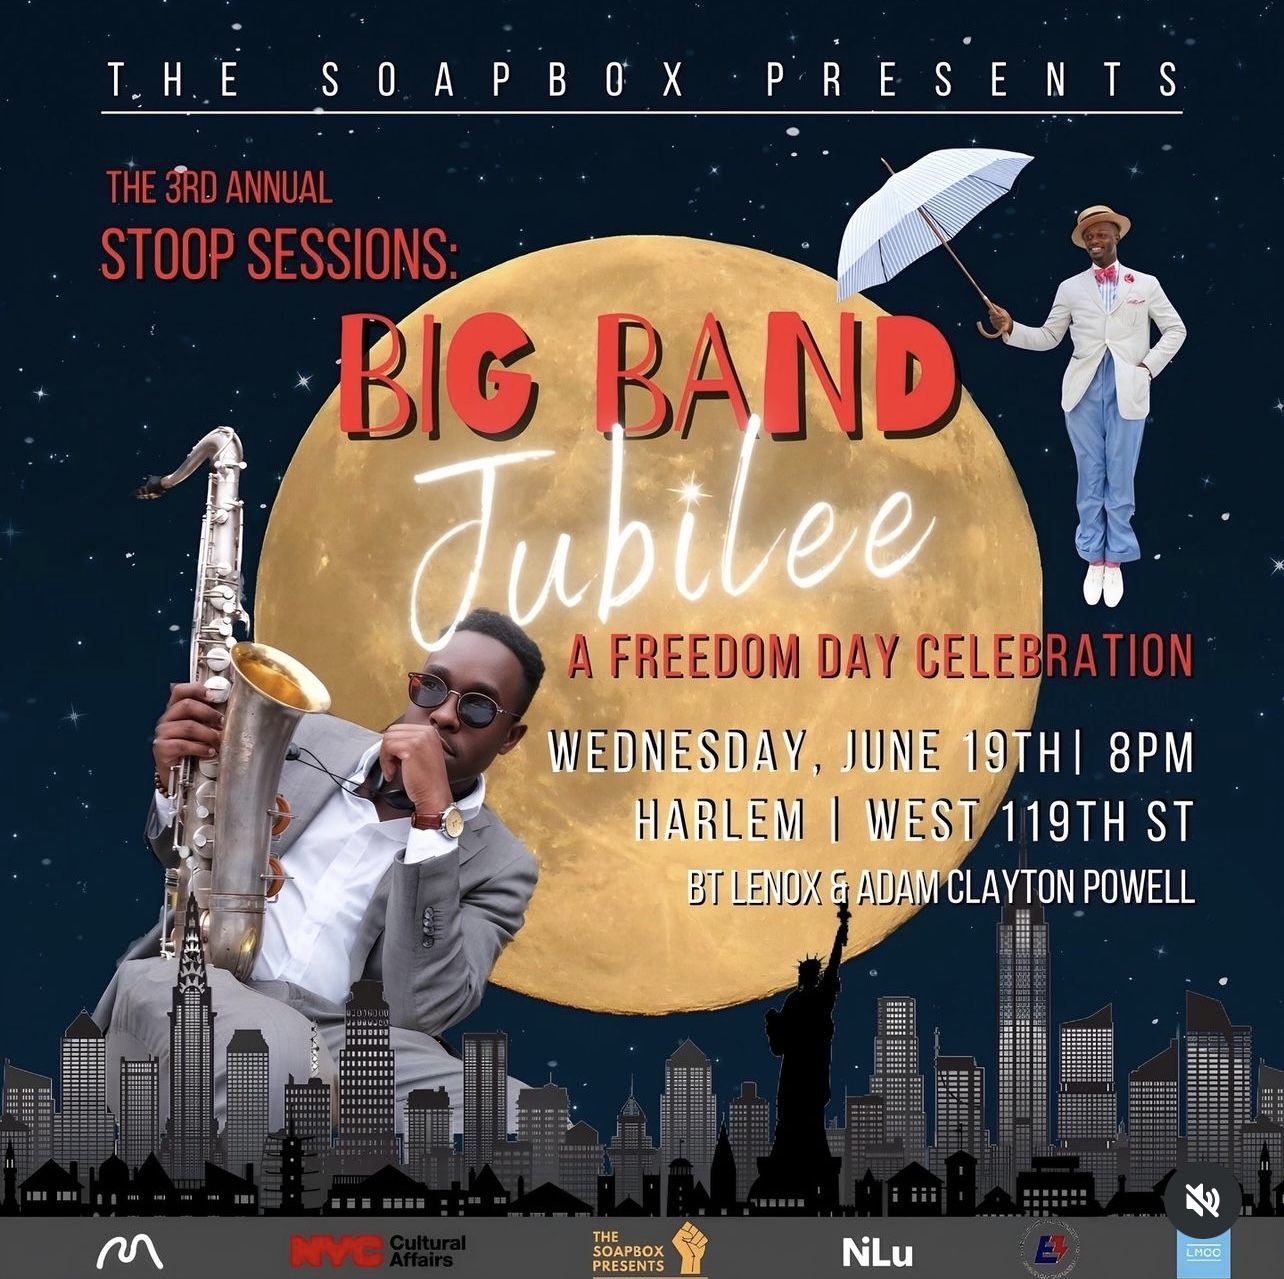 THE SOAPBOX PRESENTS
THE 3RD ANNUAL
STOOP SESSIONS:
BIG BAND
Jubilee
A FREEDOM DAY CELEBRATION
WEDNESDAY, JUNE 19TH| 8PM
HARLEM | WEST 119TH ST
BT LENOX & ADAM CLAYTON POWELL
NYC Cultural
Affairs
THE
SOAPBOX
PRESENTS
NiLu
LMCC